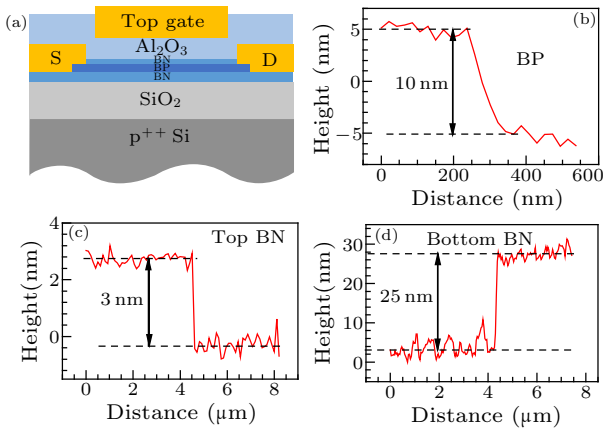 (a)
Top gate
S
Al₂O₃
D
BN
BP
BN
SiO₂
p⁺⁺ Si
(b)
5
0
−5
Height (nm)
BP
10 nm
0
200
400
600
Distance (nm)
(c)
4
2
0
Height(nm)
Top BN
3 nm
0
2
4
6
8
Distance (µm)
(d)
30
20
10
0
Height(nm)
Bottom BN
25 nm
0
2
4
6
8
Distance (µm)